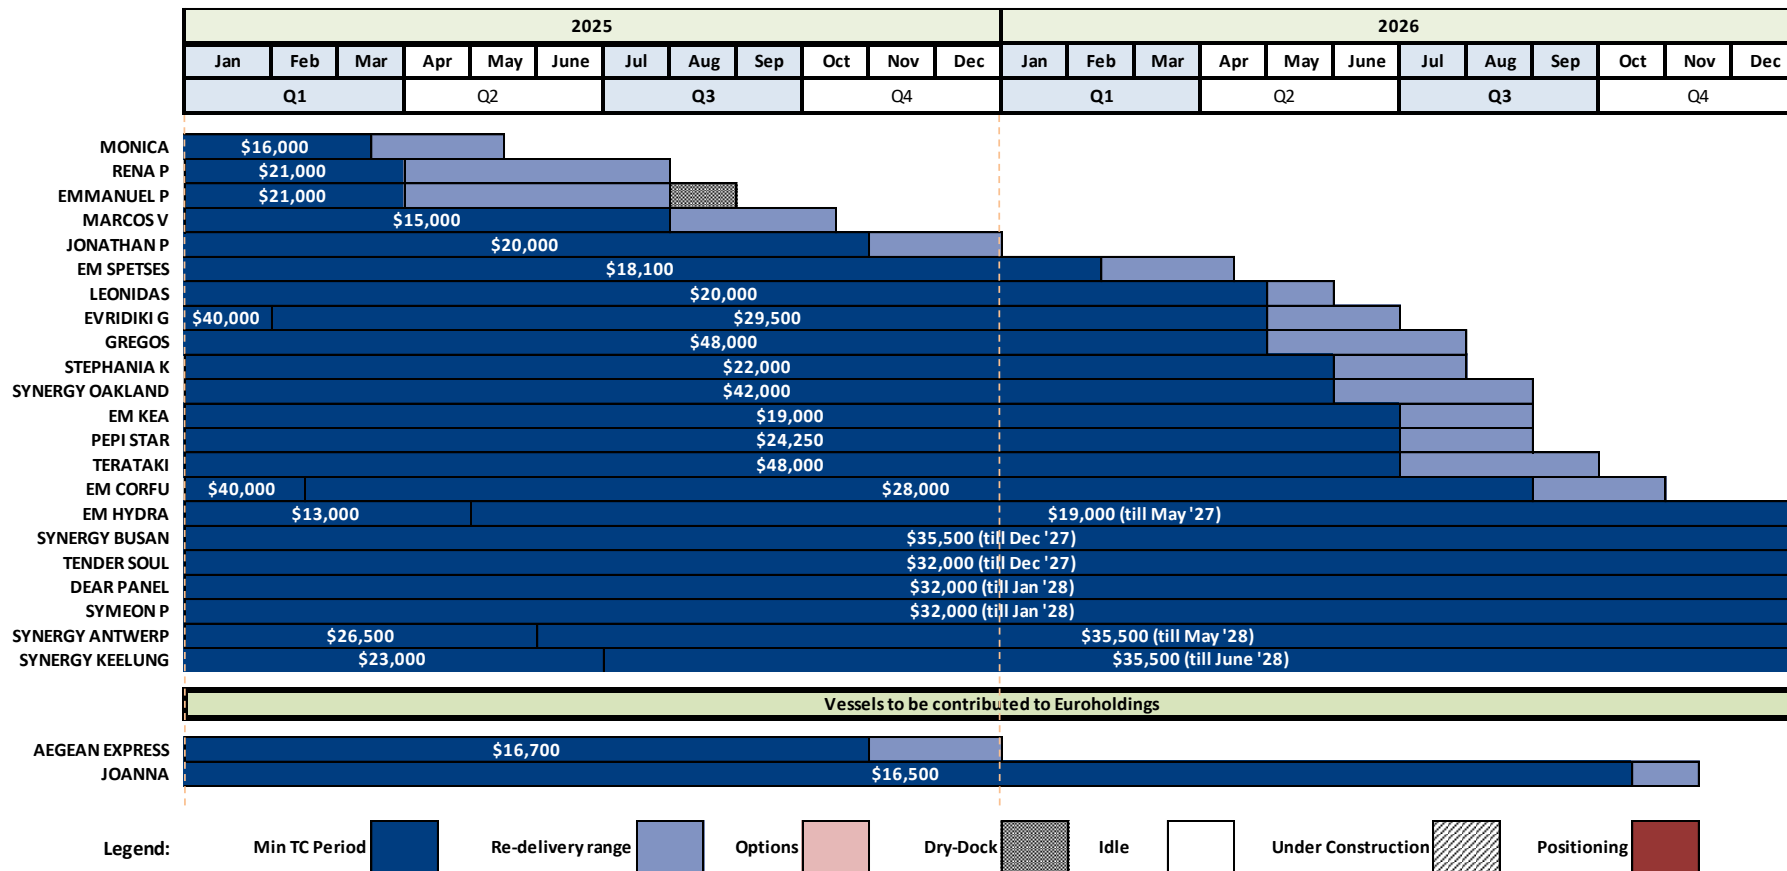 2025 2026
Jan Feb Mar Apr May June Jul Aug Sep Oct Nov Dec Jan Feb Mar Apr May June Jul Aug Sep Oct Nov Dec
Q1 Q2 Q3 Q4 Q1 Q2 Q3 Q4
MONICA $16,000
RENA P $21,000
EMMANUEL P $21,000
MARCOS V $15,000
JONATHAN P $20,000
EM SPETSES $18,100
LEONIDAS $20,000
EVRIDIKI G $40,000 $29,500
GREGOS $48,000
STEPHANIA K $22,000
SYNERGY OAKLAND $42,000
EM KEA $19,000
PEPI STAR $24,250
TERATAKI $48,000
EM CORFU $40,000 $28,000
EM HYDRA $13,000 $19,000 (till May '27)
SYNERGY BUSAN $35,500 (till Dec '27)
TENDER SOUL $32,000 (till Dec '27)
DEAR PANEL $32,000 (till Jan '28)
SYMEON P $32,000 (till Jan '28)
SYNERGY ANTWERP $26,500 $35,500 (till May '28)
SYNERGY KEELUNG $23,000 $35,500 (till June '28)
Vessels to be contributed to Euroholdings
AEGEAN EXPRESS $16,700
JOANNA $16,500
Legend: Min TC Period Re-delivery range Options Dry-Dock Idle Under Construction Positioning